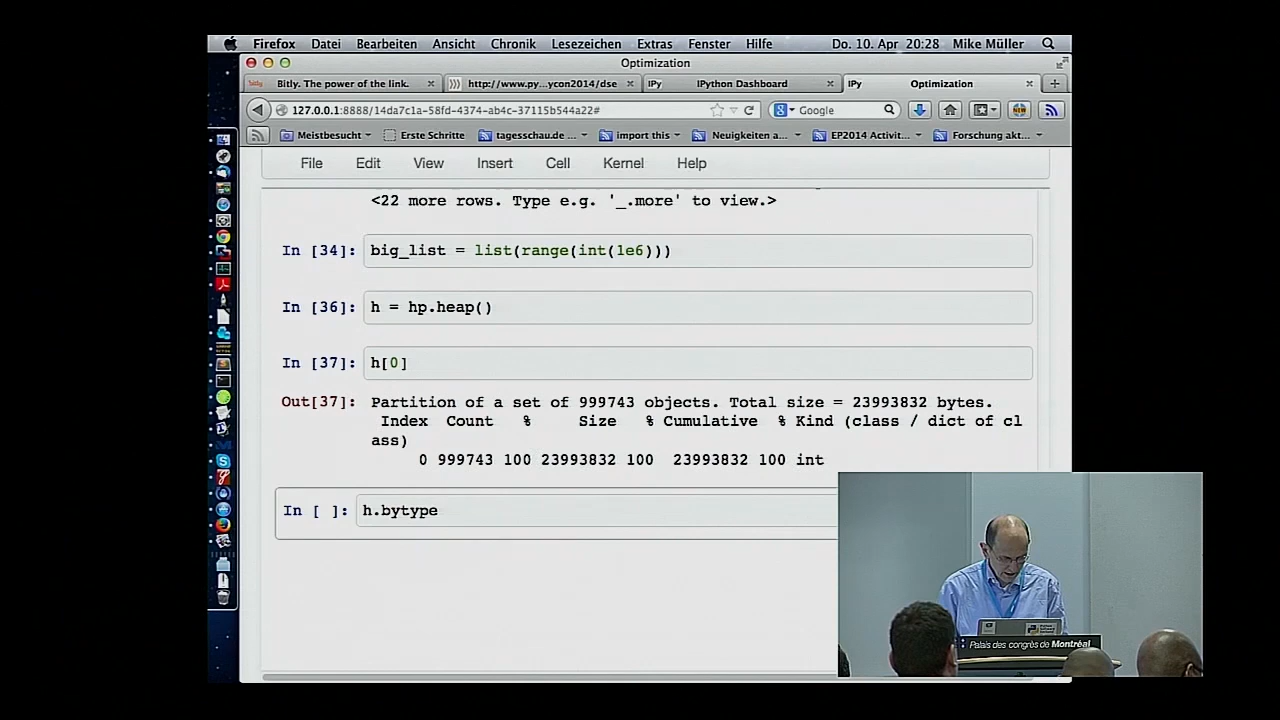 Firefox Datei Bearbeiten Ansicht Chronik Lesezeichen Extras Fenster Hilfe Do. 10. Apr 20:28 Mike Müller
Optimization
Bitly. The power of the link. http://www.py...ycon2014/dse IPy IPython Dashboard IPy Optimization
127.0.0.1:8888/14da7c1a-58fd-4374-ab4c-37115b544a22# Google
Meistbesucht Erste Schritte tagesschau.de ... import this Neuigkeiten a... EP2014 Activit... Forschung akt...
File Edit View Insert Cell Kernel Help
<22 more rows. Type e.g. '_.more' to view.>
In [34]: big_list = list(range(int(1e6)))
In [36]: h = hp.heap()
In [37]: h[0]
Out[37]: Partition of a set of 999743 objects. Total size = 23993832 bytes.
Index Count % Size % Cumulative % Kind (class / dict of cl
ass)
0 999743 100 23993832 100 23993832 100 int
In [ ]: h.bytype
Palais des congrès de Montréal